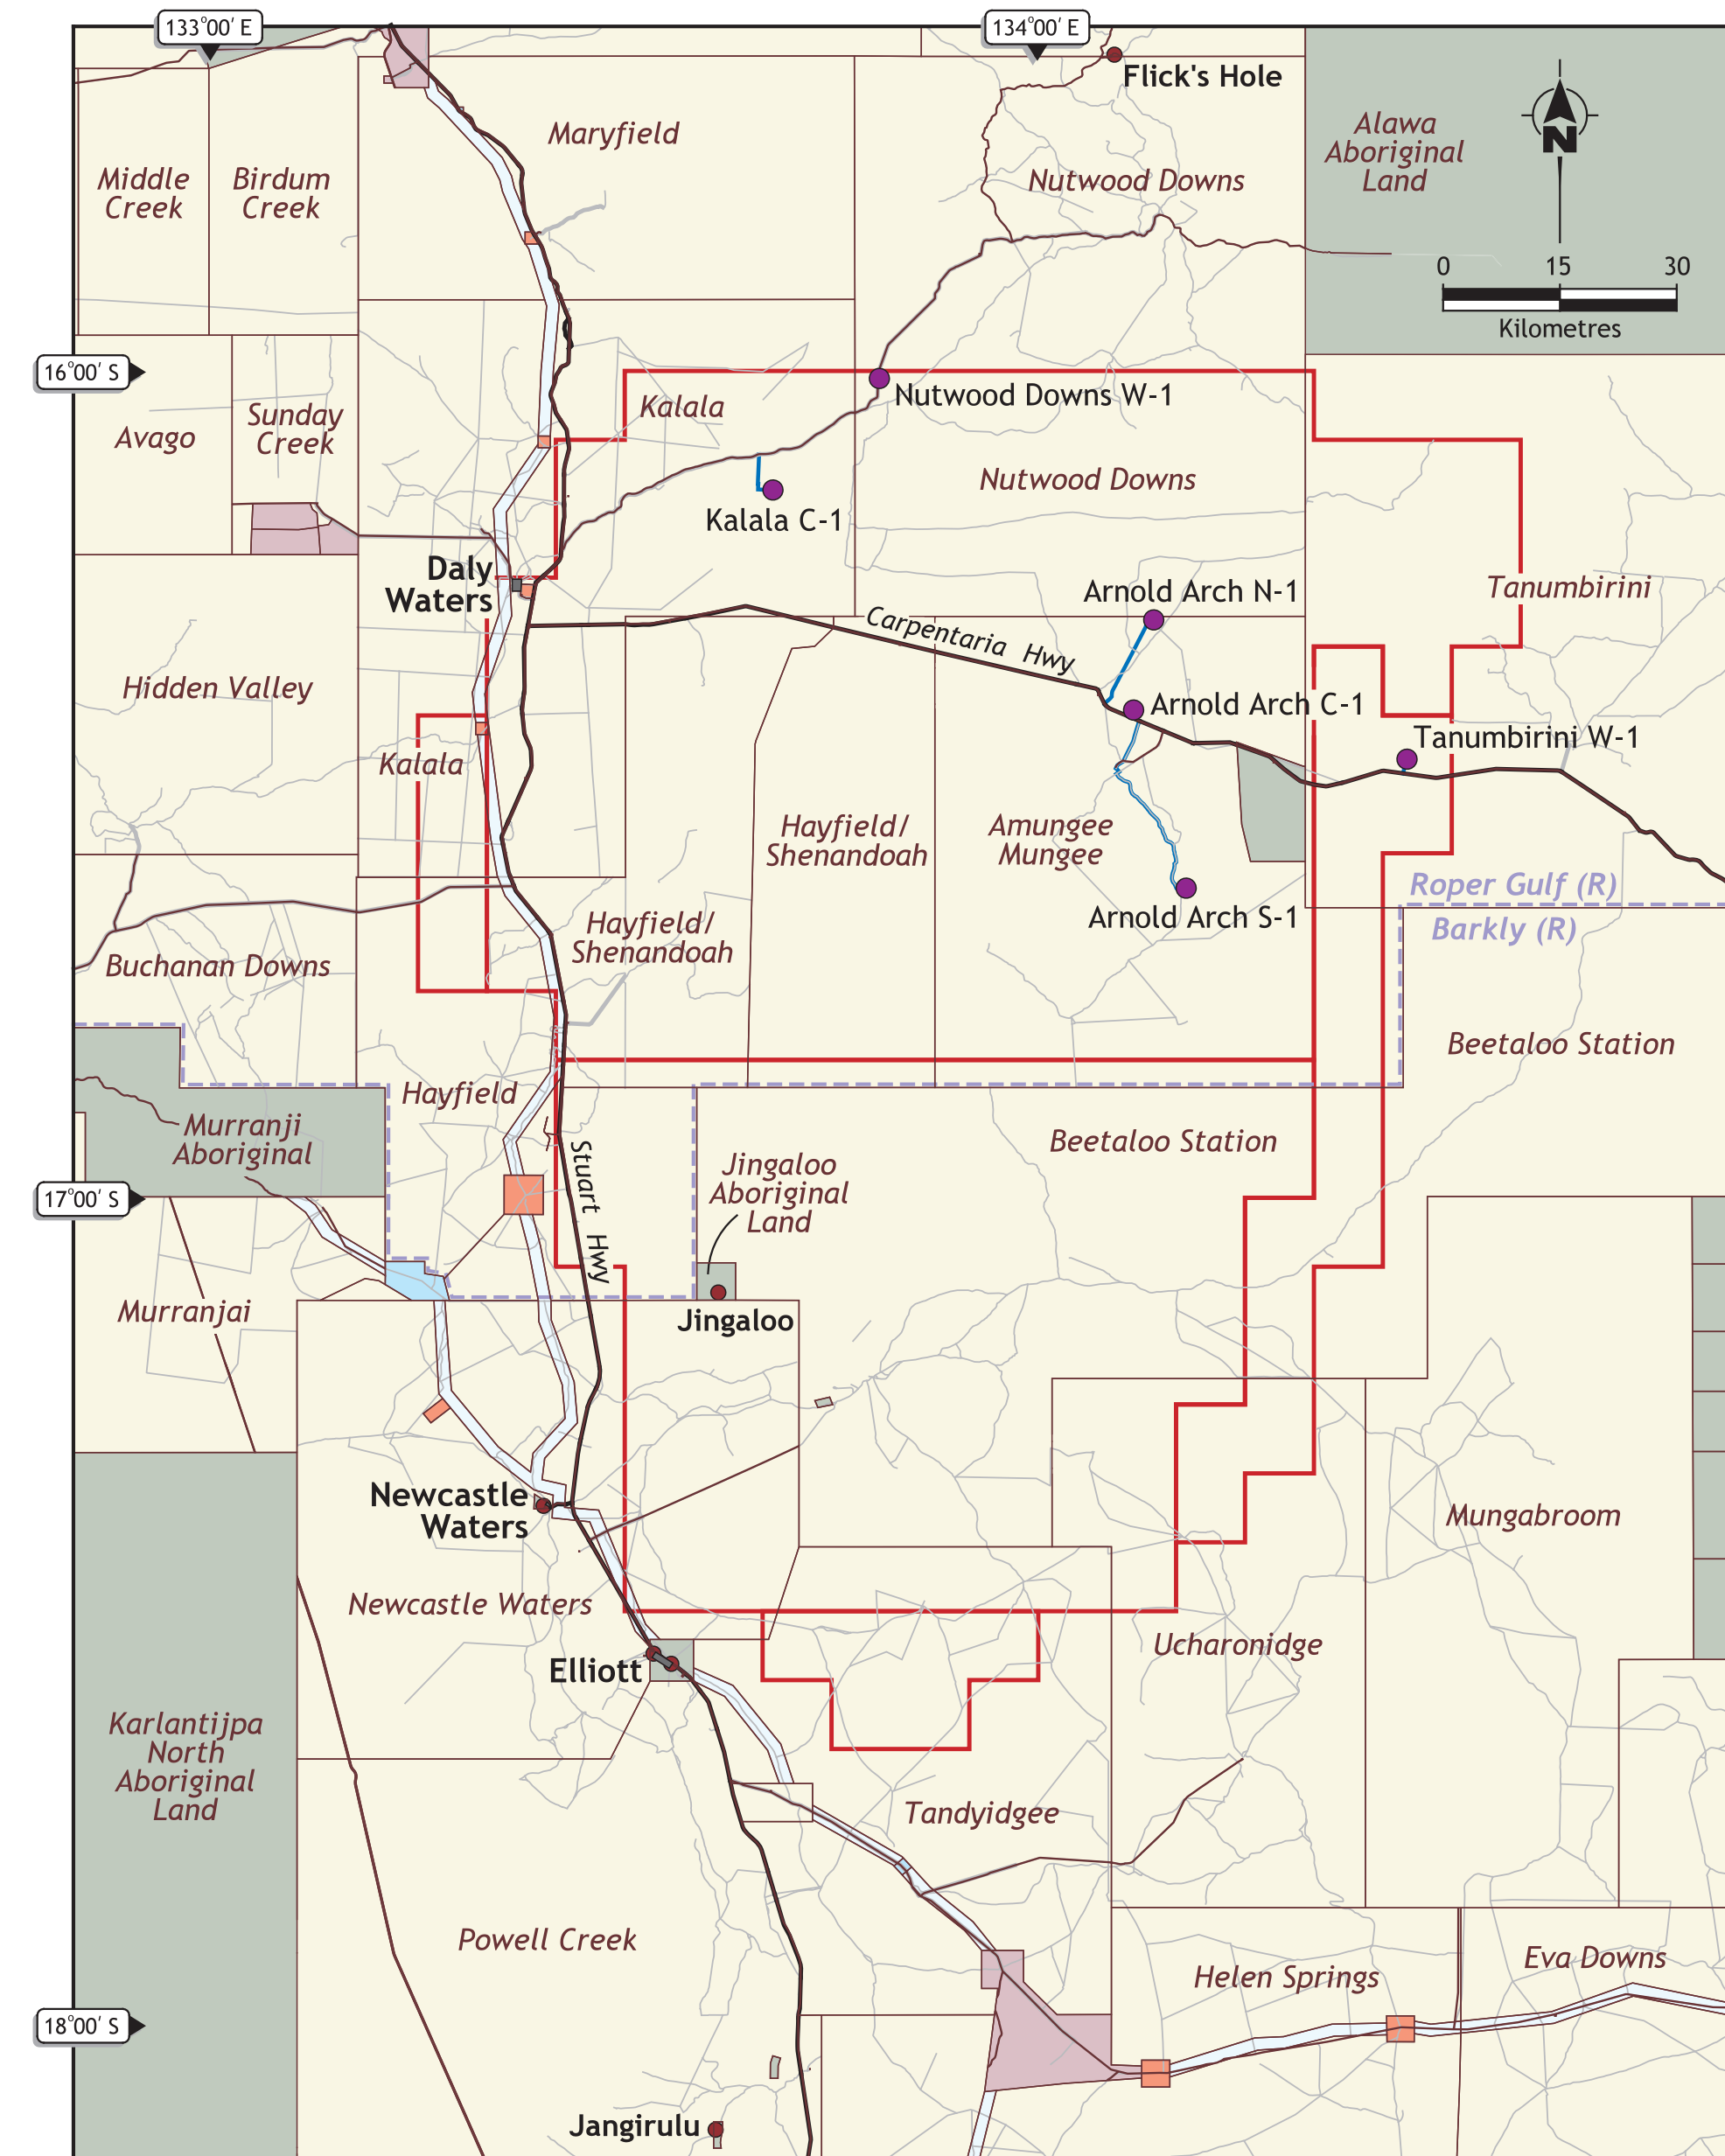 133°00' E
134°00' E
Flick's Hole
Maryfield
Alawa
Aboriginal
Land
N
Middle
Creek
Birdum
Creek
Nutwood Downs
0 15 30
Kilometres
16°00' S
Kalala
Nutwood Downs W-1
Avago
Sunday
Creek
Nutwood Downs
Kalala C-1
Daly
Waters
Arnold Arch N-1
Tanumbirini
Carpentaria Hwy
Hidden Valley
Arnold Arch C-1
Tanumbirini W-1
Kalala
Hayfield/
Shenandoah
Amungee
Mungee
Roper Gulf (R)
Arnold Arch S-1
Barkly (R)
Hayfield/
Shenandoah
Buchanan Downs
Beetaloo Station
Hayfield
Murranji
Aboriginal
Beetaloo Station
Stuart Hwy
Jingaloo
Aboriginal
Land
17°00' S
Murranjai
Jingaloo
Newcastle
Waters
Mungabroom
Newcastle Waters
Ucharonidge
Elliott
Karlantijpa
North
Aboriginal
Land
Tandyidgee
Powell Creek
Helen Springs
Eva Downs
18°00' S
Jangirulu